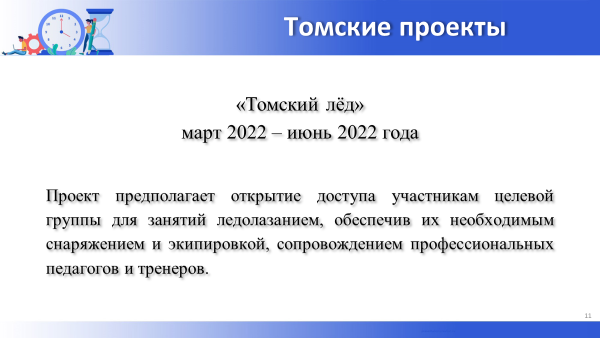 Томские проекты
«Томский лёд»
март 2022 – июнь 2022 года
Проект предполагает открытие доступа участникам целевой
группы для занятий ледолазанием, обеспечив их необходимым
снаряжением и экипировкой, сопровождением профессиональных
педагогов и тренеров.
11